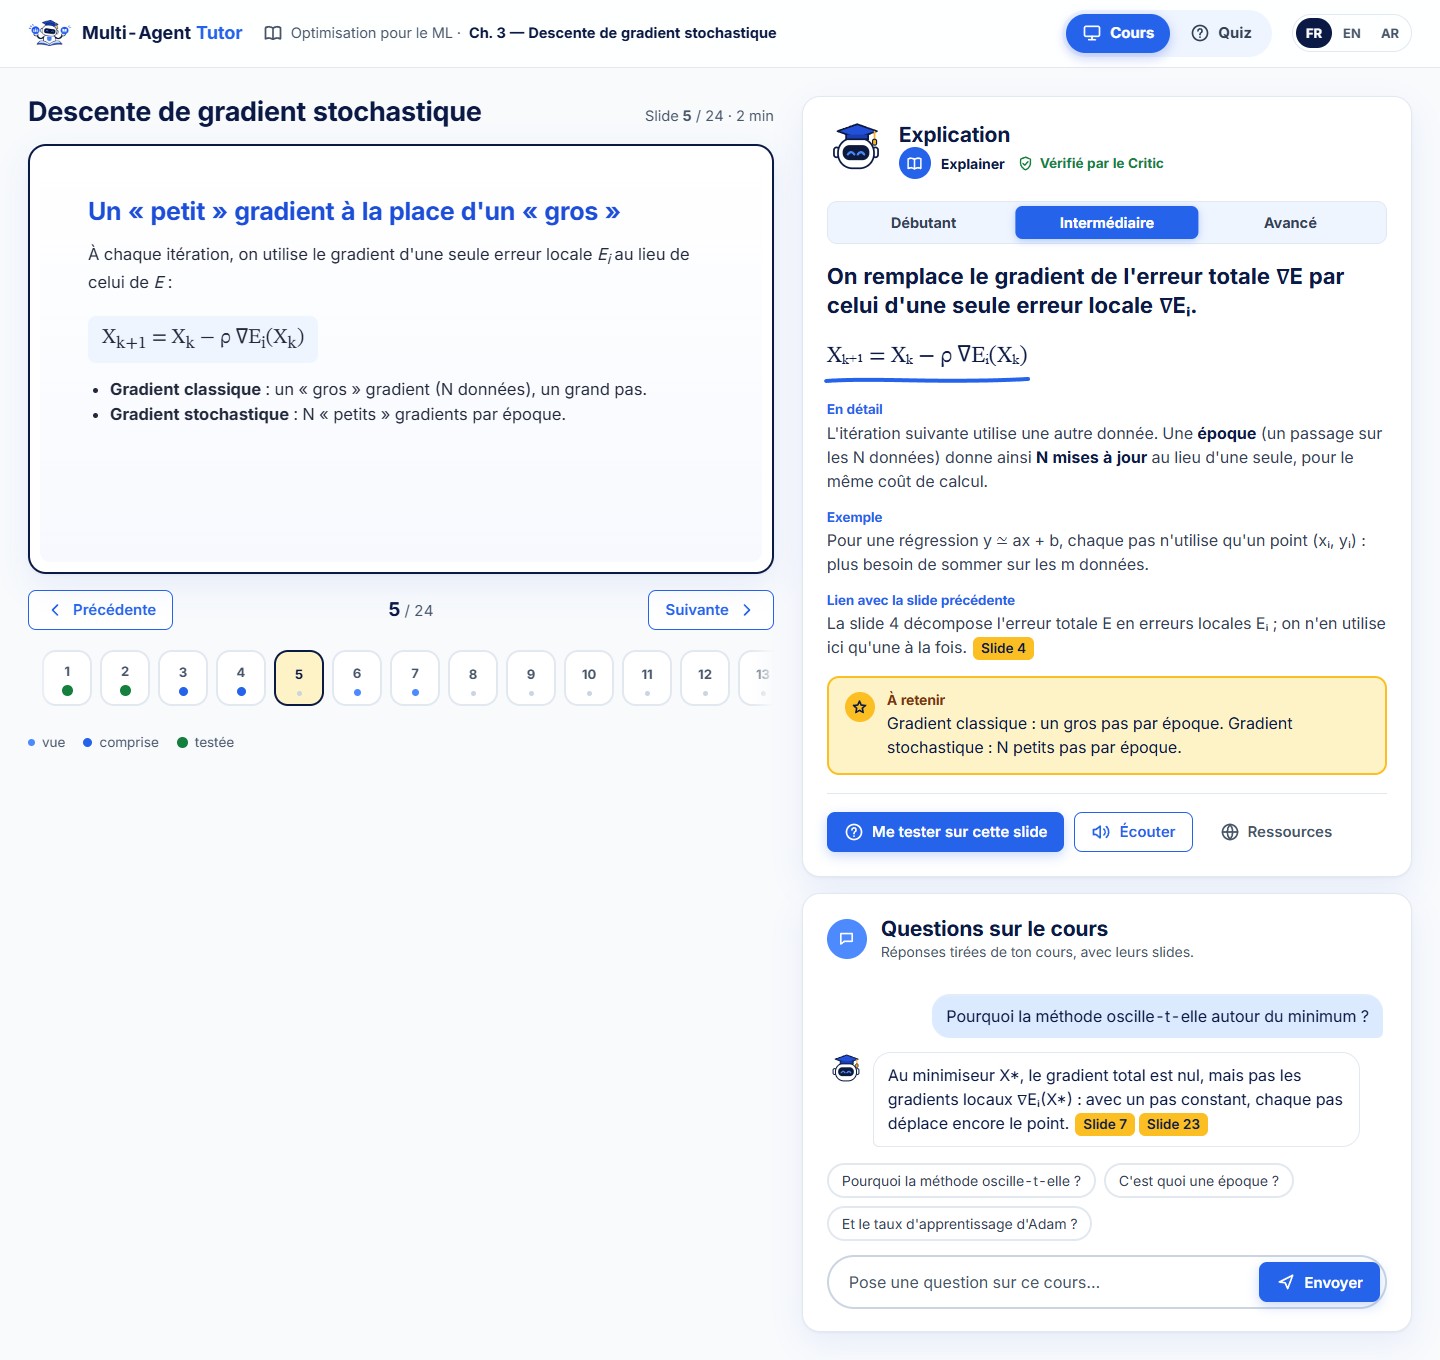 Multi-Agent Tutor
Optimisation pour le ML · Ch. 3 — Descente de gradient stochastique
Cours
Quiz
FR
EN
AR
Descente de gradient stochastique
Slide 5 / 24 · 2 min
Un « petit » gradient à la place d'un « gros »
À chaque itération, on utilise le gradient d'une seule erreur locale Eᵢ au lieu de
celui de E :
Xₖ₊₁ = Xₖ − ρ ∇Eᵢ(Xₖ)
• Gradient classique : un « gros » gradient (N données), un grand pas.
• Gradient stochastique : N « petits » gradients par époque.
Précédente
5 / 24
Suivante
1 2 3 4 5 6 7 8 9 10 11 12 13
vue
comprise
testée
Explication
Explainer
Vérifié par le Critic
Débutant
Intermédiaire
Avancé
On remplace le gradient de l'erreur totale ∇E par
celui d'une seule erreur locale ∇Eᵢ.
Xₖ₊₁ = Xₖ − ρ ∇Eᵢ(Xₖ)
En détail
L'itération suivante utilise une autre donnée. Une époque (un passage sur
les N données) donne ainsi N mises à jour au lieu d'une seule, pour le
même coût de calcul.
Exemple
Pour une régression y ≃ ax + b, chaque pas n'utilise qu'un point (xᵢ, yᵢ) :
plus besoin de sommer sur les m données.
Lien avec la slide précédente
La slide 4 décompose l'erreur totale E en erreurs locales Eᵢ ; on n'en utilise
ici qu'une à la fois. Slide 4
À retenir
Gradient classique : un gros pas par époque. Gradient
stochastique : N petits pas par époque.
Me tester sur cette slide
Écouter
Ressources
Questions sur le cours
Réponses tirées de ton cours, avec leurs slides.
Pourquoi la méthode oscille-t-elle autour du minimum ?
Au minimiseur X*, le gradient total est nul, mais pas les
gradients locaux ∇Eᵢ(X*) : avec un pas constant, chaque pas
déplace encore le point. Slide 7 Slide 23
Pourquoi la méthode oscille-t-elle ?
C'est quoi une époque ?
Et le taux d'apprentissage d'Adam ?
Pose une question sur ce cours...
Envoyer